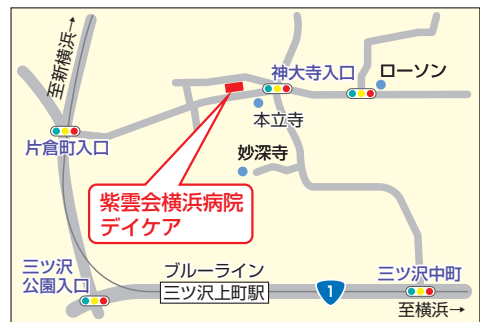 至新横浜→
神大寺入口
ローソン
本立寺
片倉町入口
妙深寺
紫雲会横浜病院
デイケア
三ツ沢
公園入口
ブルーライン
三ツ沢上町駅
1
三ツ沢中町
至横浜→